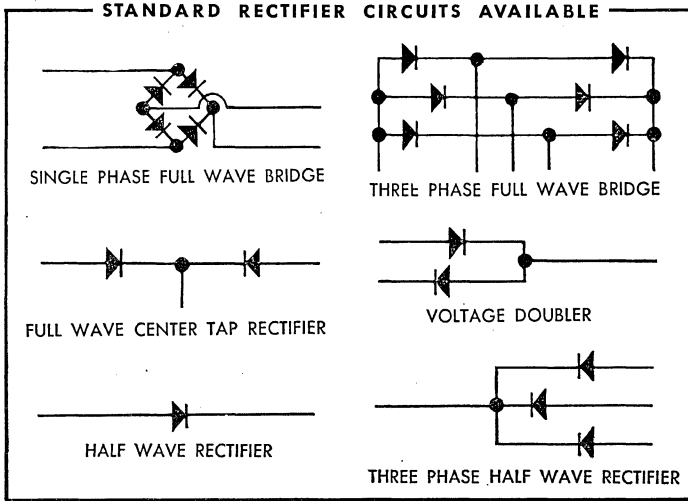 STANDARD RECTIFIER CIRCUITS AVAILABLE
SINGLE PHASE FULL WAVE BRIDGE
THREE PHASE FULL WAVE BRIDGE
FULL WAVE CENTER TAP RECTIFIER
VOLTAGE DOUBLER
HALF WAVE RECTIFIER
THREE PHASE HALF WAVE RECTIFIER